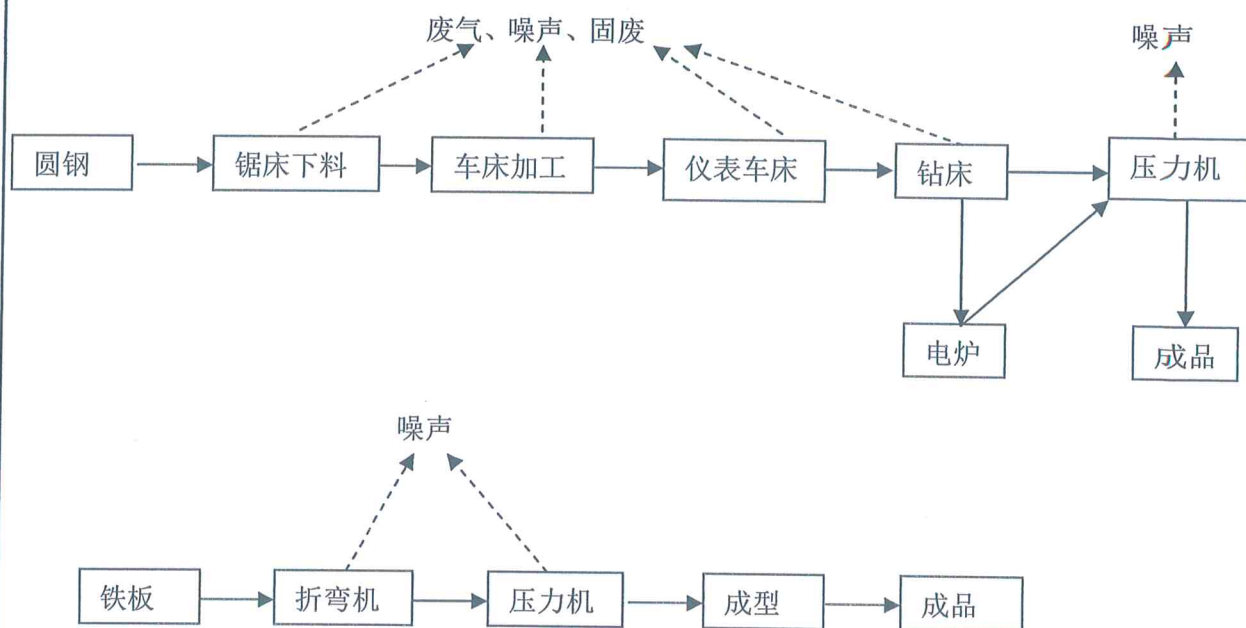 废气、噪声、固废
噪声
圆钢
锯床下料
车床加工
仪表车床
钻床
压力机
电炉
成品
噪声
铁板
折弯机
压力机
成型
成品